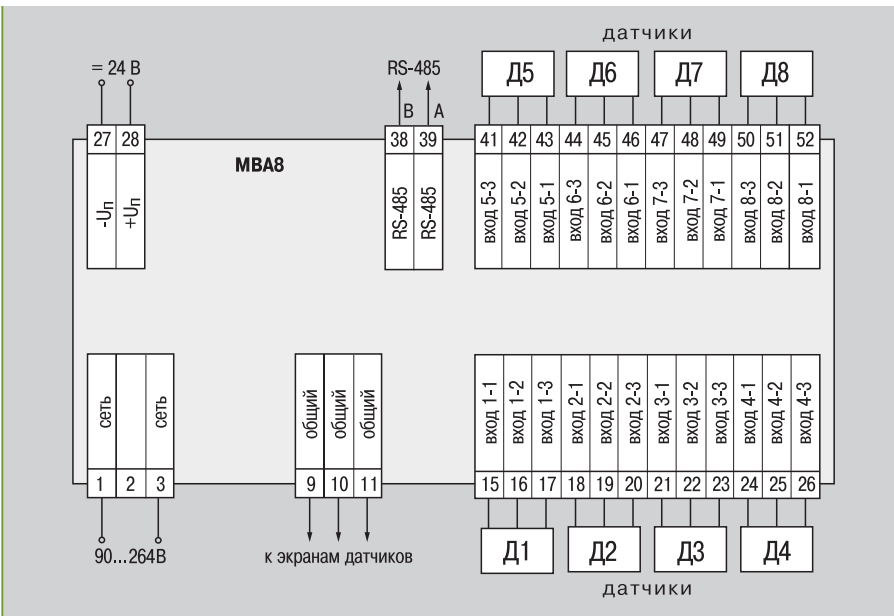 датчики
= 24 В
RS-485
Д5 Д6 Д7 Д8
В А
27 28 38 39 41 42 43 44 45 46 47 48 49 50 51 52
МВА8
-Uп
+Uп
RS-485
RS-485
вход 5-3
вход 5-2
вход 5-1
вход 6-3
вход 6-2
вход 6-1
вход 7-3
вход 7-2
вход 7-1
вход 8-3
вход 8-2
вход 8-1
сеть
сеть
общий
общий
общий
вход 1-1
вход 1-2
вход 1-3
вход 2-1
вход 2-2
вход 2-3
вход 3-1
вход 3-2
вход 3-3
вход 4-1
вход 4-2
вход 4-3
1 2 3 9 10 11 15 16 17 18 19 20 21 22 23 24 25 26
90...264В
к экранам датчиков
Д1 Д2 Д3 Д4
датчики